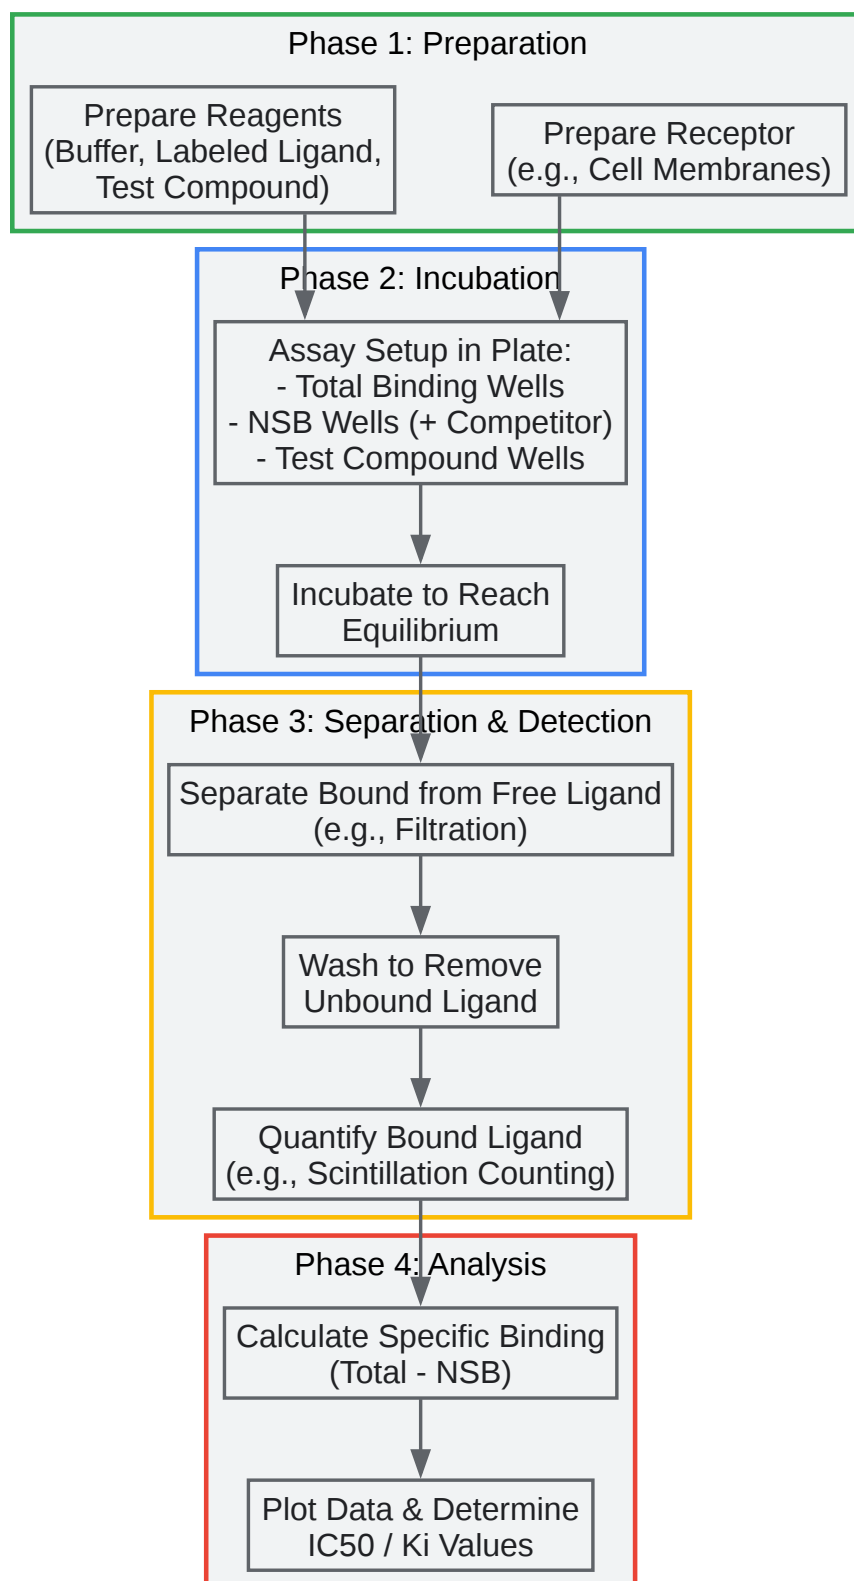 Phase 1: Preparation
Prepare Reagents
(Buffer, Labeled Ligand,
Test Compound)
Prepare Receptor
(e.g., Cell Membranes)
Phase 2: Incubation
Assay Setup in Plate:
- Total Binding Wells
- NSB Wells (+ Competitor)
- Test Compound Wells
Incubate to Reach
Equilibrium
Phase 3: Separation & Detection
Separate Bound from Free Ligand
(e.g., Filtration)
Wash to Remove
Unbound Ligand
Quantify Bound Ligand
(e.g., Scintillation Counting)
Phase 4: Analysis
Calculate Specific Binding
(Total - NSB)
Plot Data & Determine
IC50 / Ki Values